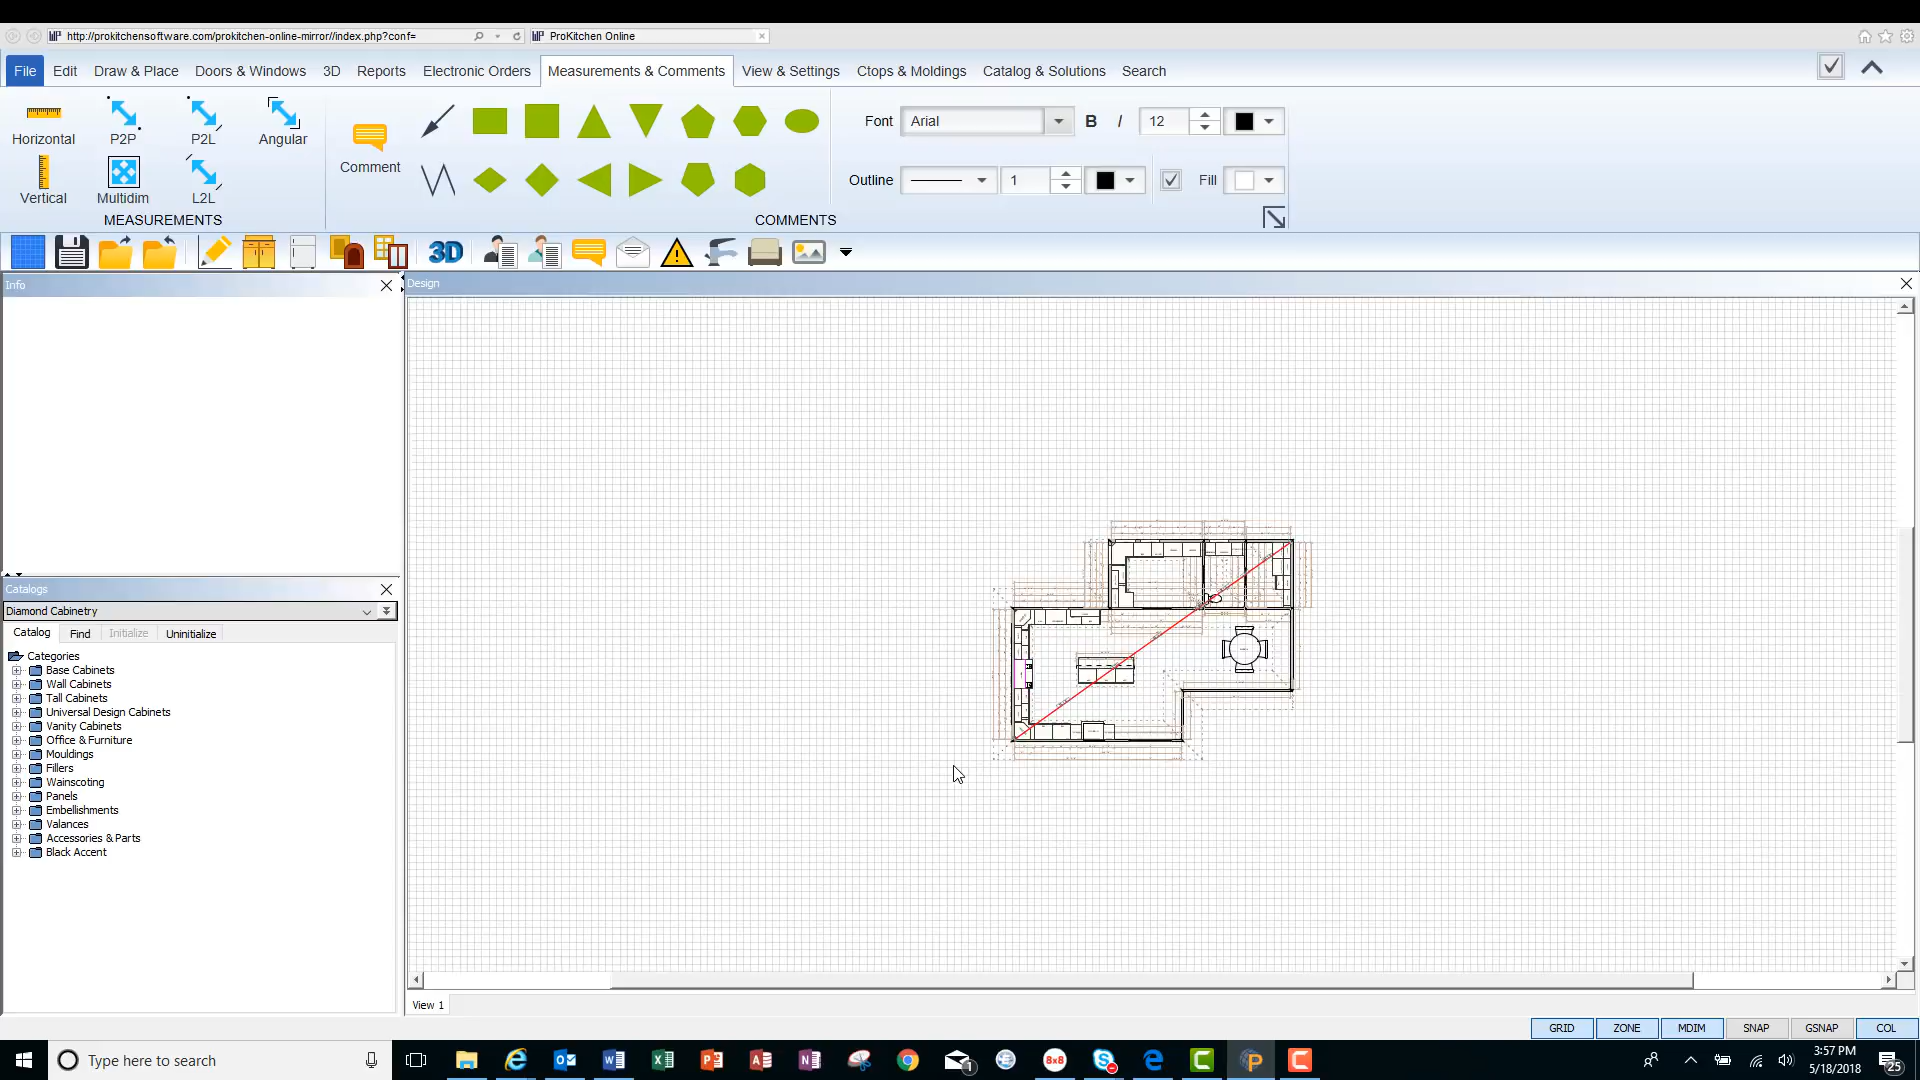 http://prokitchensoftware.com/prokitchen-online-mirror//index.php?conf=
ProKitchen Online
File Edit Draw & Place Doors & Windows 3D Reports Electronic Orders Measurements & Comments View & Settings Ctops & Moldings Catalog & Solutions Search
Horizontal P2P P2L Angular
Comment
Font Arial B I 12
Vertical Multidim L2L
Outline 1 Fill
MEASUREMENTS COMMENTS
3D
Info
Design
Catalogs
Diamond Cabinetry
Catalog Find Initialize Uninitialize
Categories
Base Cabinets
Wall Cabinets
Tall Cabinets
Universal Design Cabinets
Vanity Cabinets
Office & Furniture
Mouldings
Fillers
Wainscoting
Panels
Embellishments
Valances
Accessories & Parts
Black Accent
View 1
GRID ZONE MDIM SNAP GSNAP COL
Type here to search
8x8
1
3:57 PM
5/18/2018
25